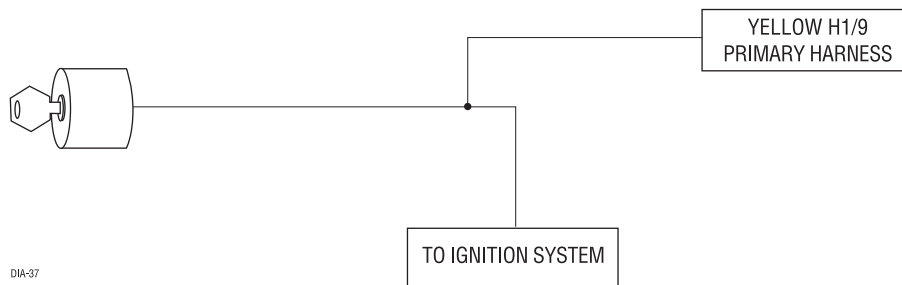 YELLOW H1/9
PRIMARY HARNESS
TO IGNITION SYSTEM
DIA-37